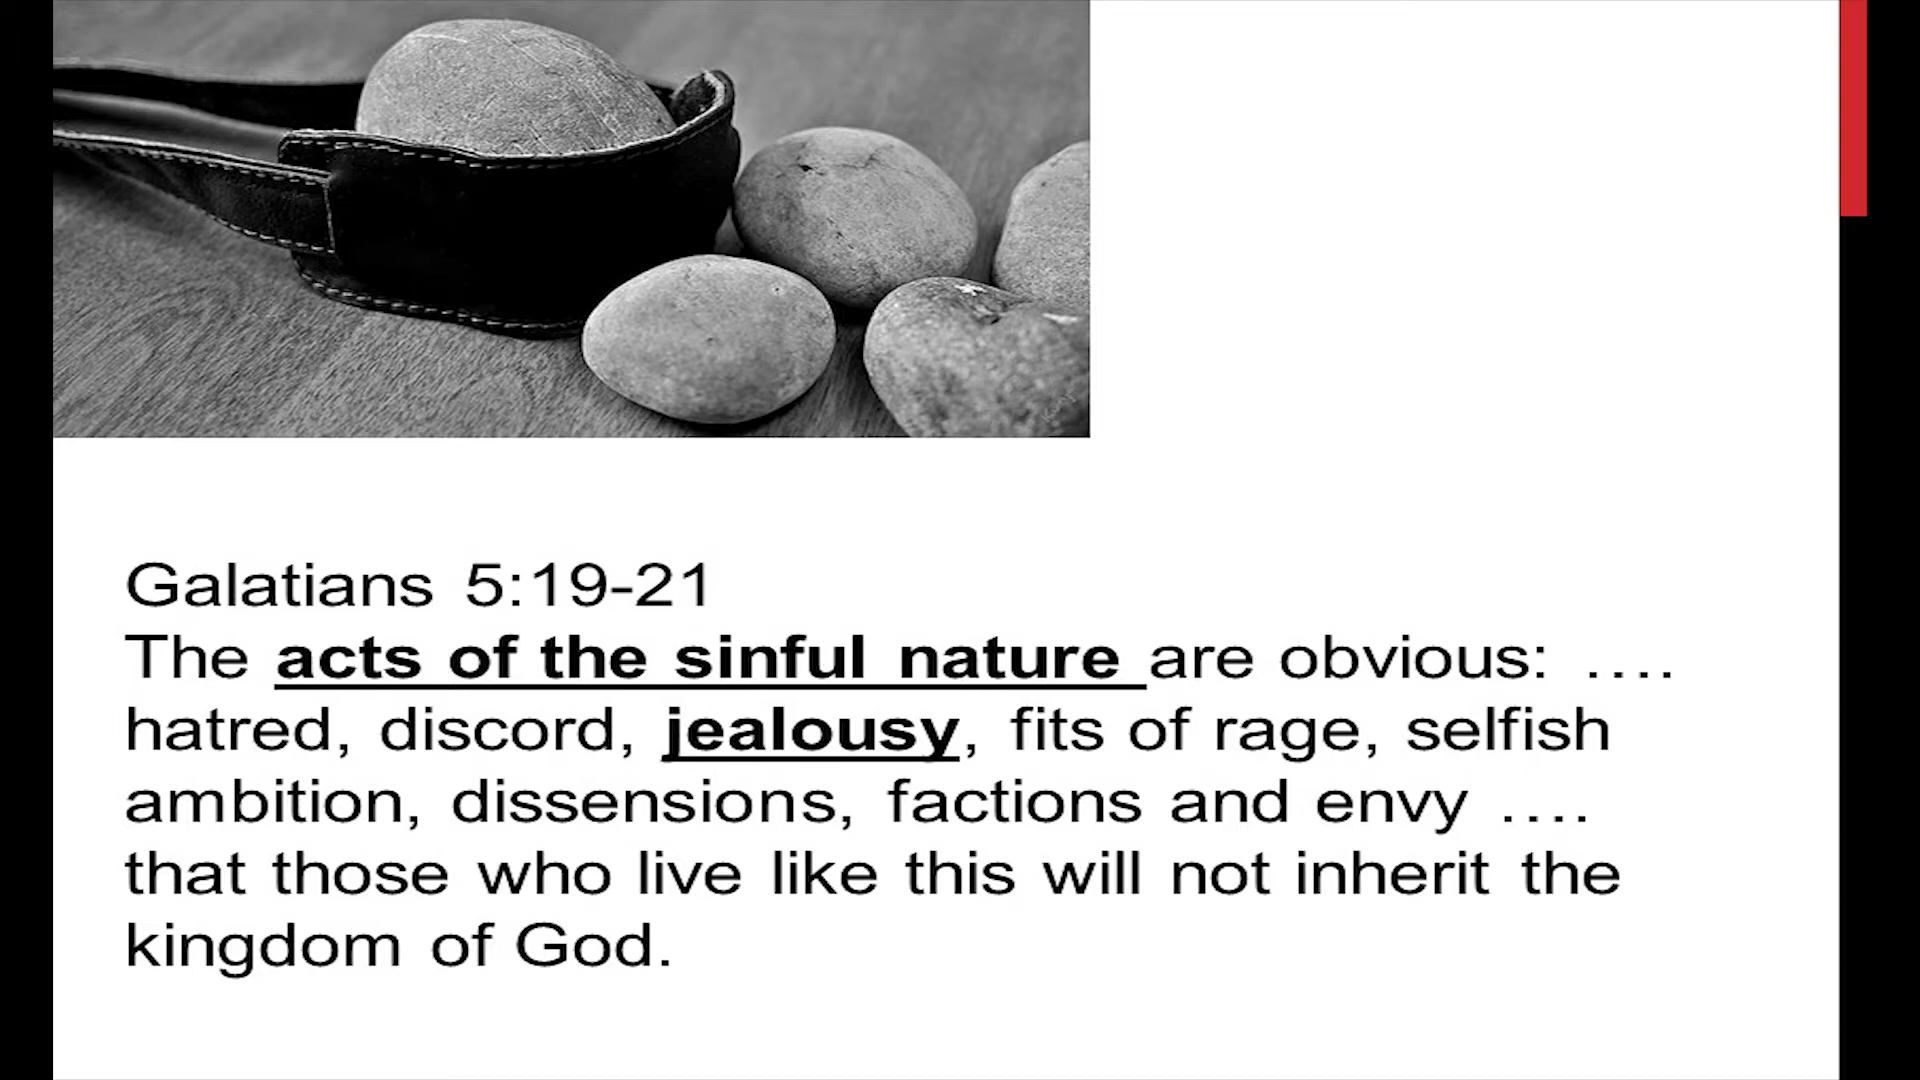 Galatians 5:19-21
The acts of the sinful nature are obvious: ....
hatred, discord, jealousy, fits of rage, selfish
ambition, dissensions, factions and envy ....
that those who live like this will not inherit the
kingdom of God.